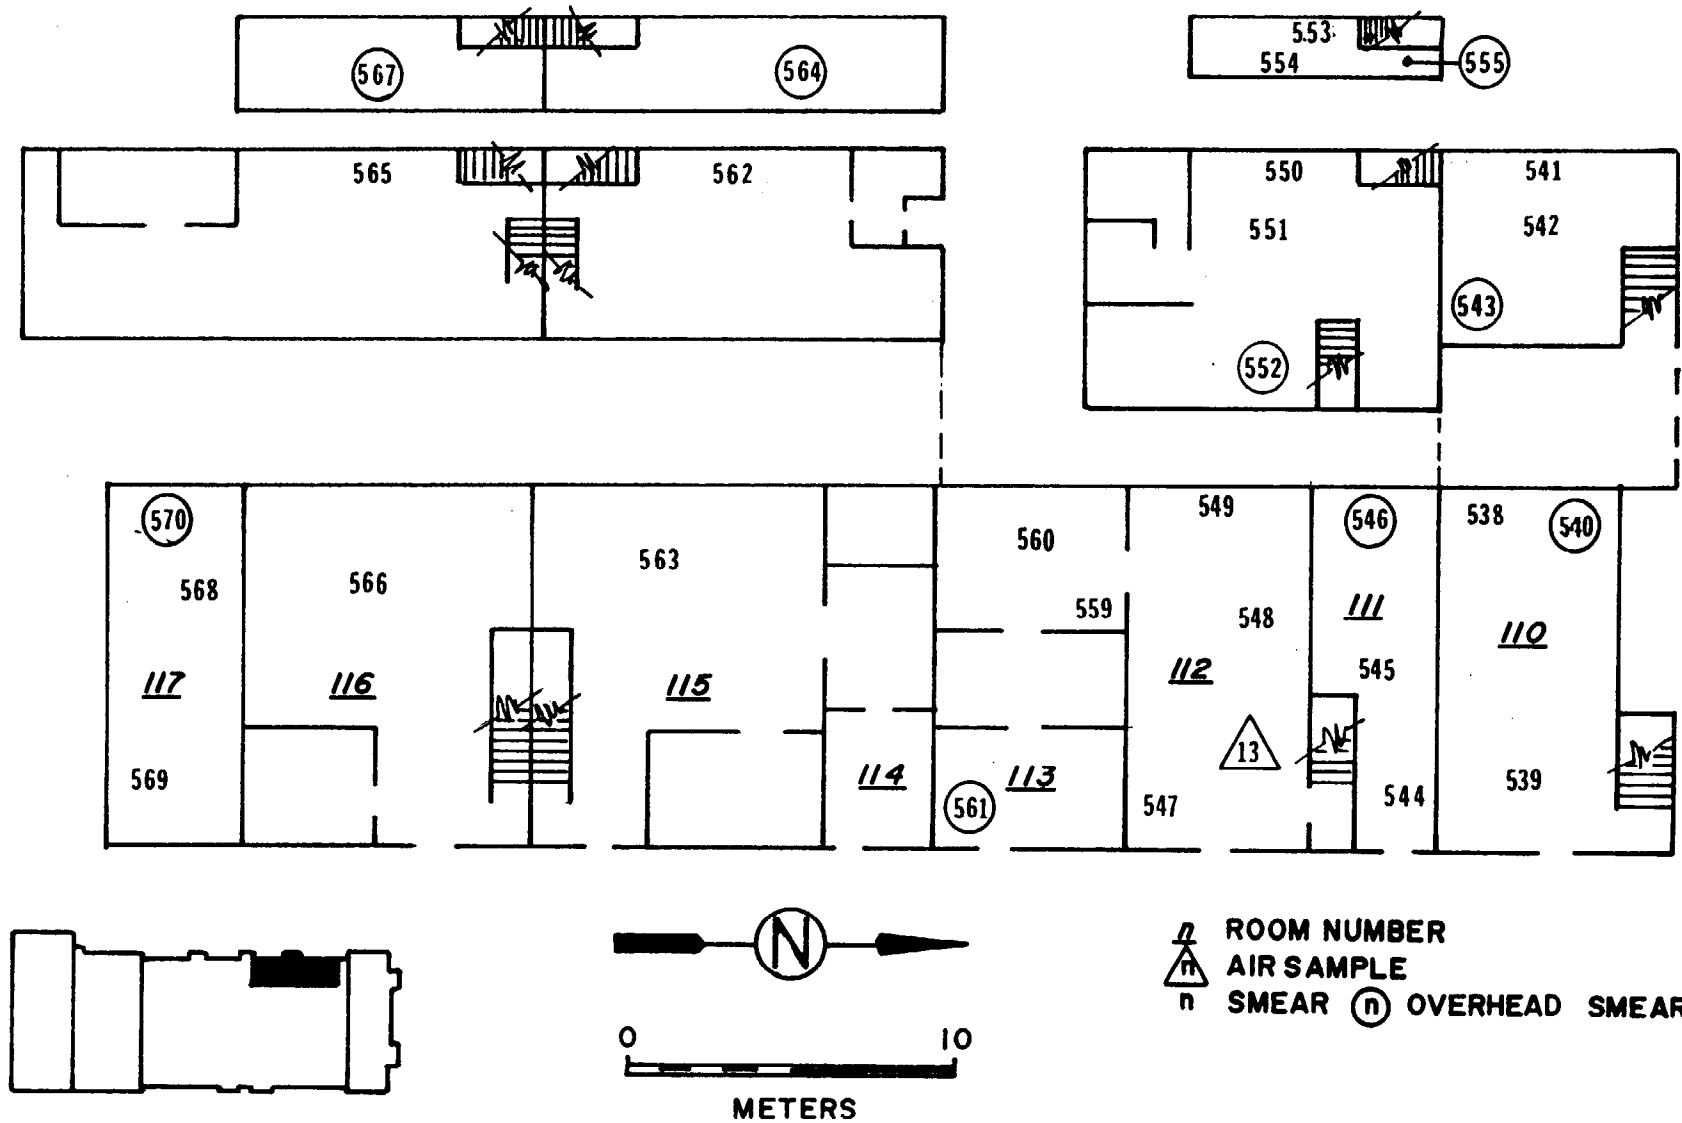 553
567 564 554 555
565 562 550 541
551 542
543
552
570 549 546 538 540
563 560
568 566 559 548 111 110
117 116 115 112 545
13
569 114 113 539
561 547 544
N
n ROOM NUMBER
n AIR SAMPLE
n SMEAR n OVERHEAD SMEAR
0 10
METERS